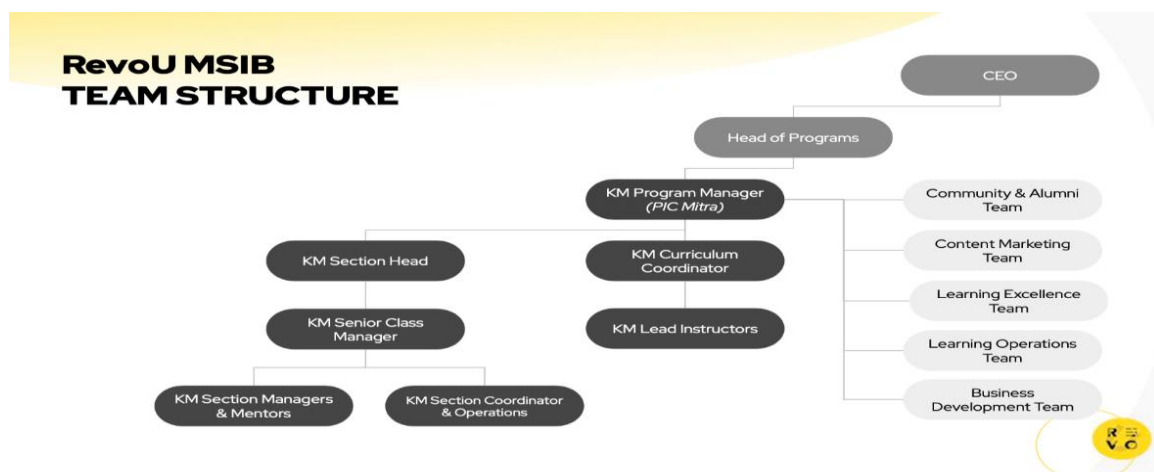 RevoU MSIB
TEAM STRUCTURE
CEO
Head of Programs
KM Program Manager
(PIC Mitra)
Community & Alumni
Team
Content Marketing
Team
KM Section Head
KM Curriculum
Coordinator
Learning Excellence
Team
KM Senior Class
Manager
KM Lead Instructors
Learning Operations
Team
KM Section Managers
& Mentors
KM Section Coordinator
& Operations
Business
Development Team
R
V O